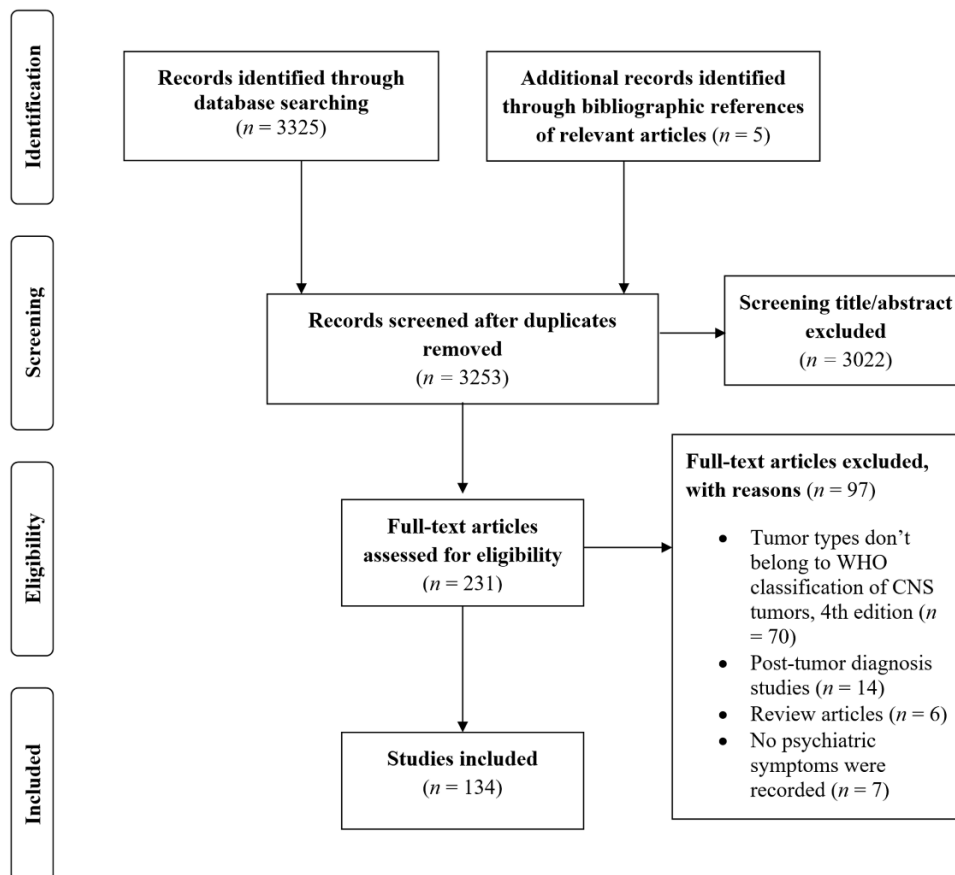 Identification
Records identified through
database searching
(n = 3325)
Additional records identified
through bibliographic references
of relevant articles (n = 5)
Screening
Records screened after duplicates
removed
(n = 3253)
Screening title/abstract
excluded
(n = 3022)
Eligibility
Full-text articles
assessed for eligibility
(n = 231)
Full-text articles excluded,
with reasons (n = 97)
• Tumor types don’t
belong to WHO
classification of CNS
tumors, 4th edition (n
= 70)
• Post-tumor diagnosis
studies (n = 14)
• Review articles (n = 6)
• No psychiatric
symptoms were
recorded (n = 7)
Included
Studies included
(n = 134)